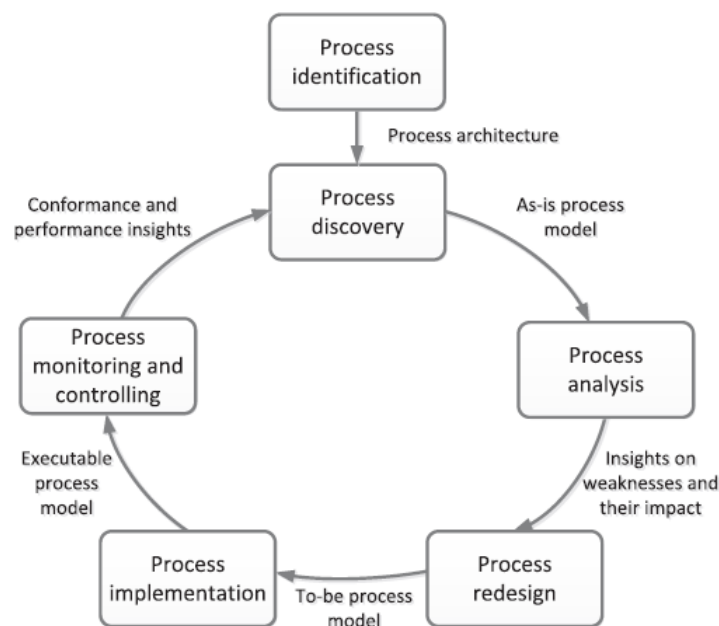 Process
identification
Process architecture
Process
discovery
Conformance and
performance insights
As-is process
model
Process
monitoring and
controlling
Process
analysis
Executable
process
model
Insights on
weaknesses and
their impact
Process
implementation
To-be process
model
Process
redesign